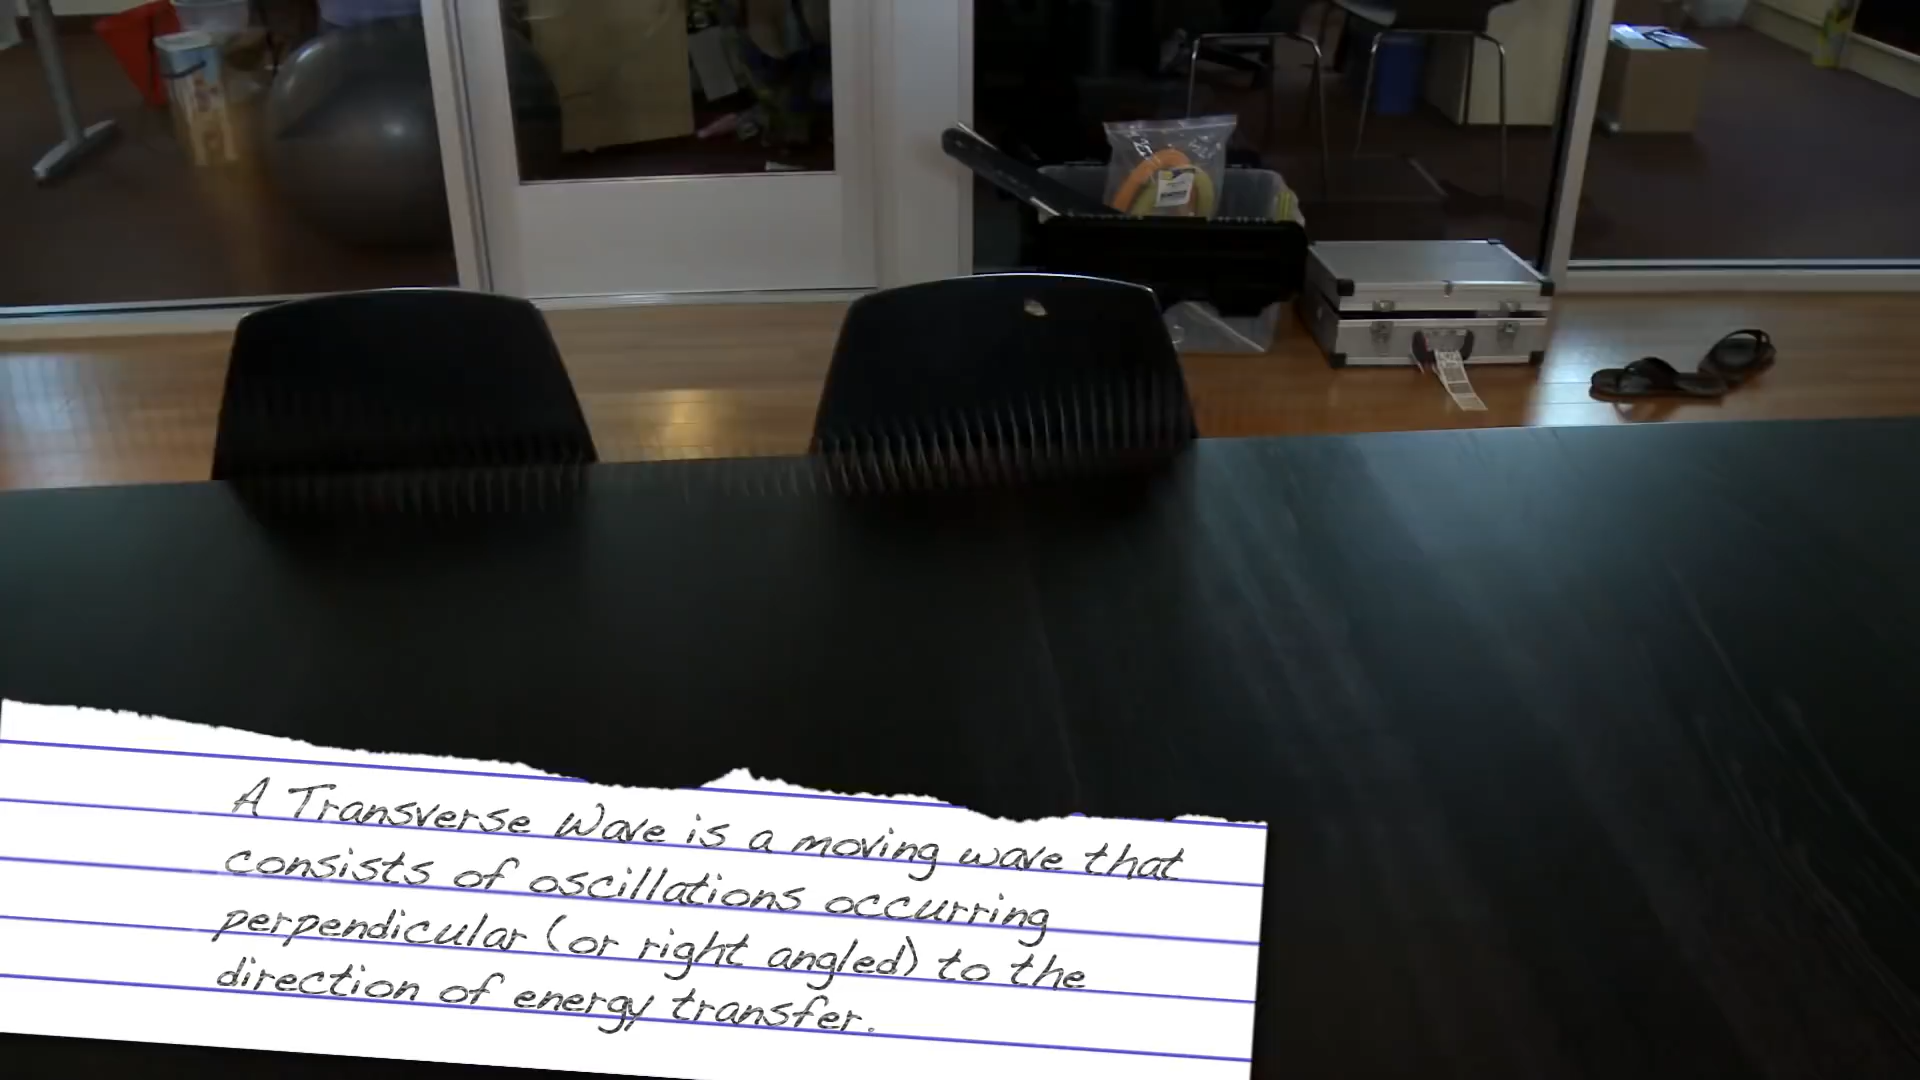 A Transverse Wave is a moving wave that
consists of oscillations occurring
perpendicular (or right angled) to the
direction of energy transfer.